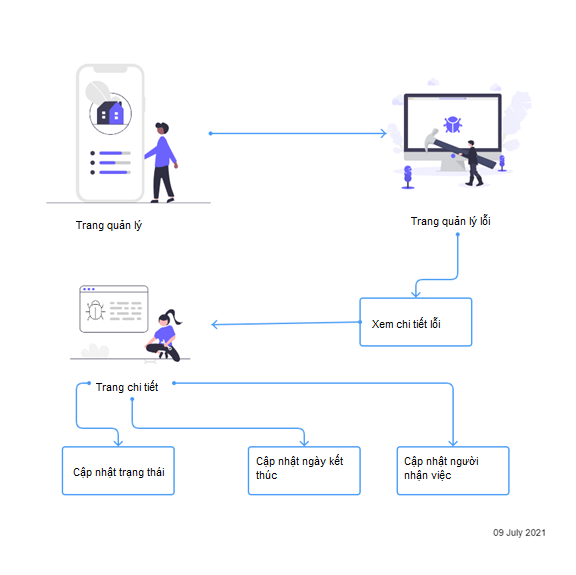 Trang quản lý
Trang quản lý lỗi
Xem chi tiết lỗi
Trang chi tiết
Cập nhật trạng thái
Cập nhật ngày kết
thúc
Cập nhật người
nhận việc
09 July 2021